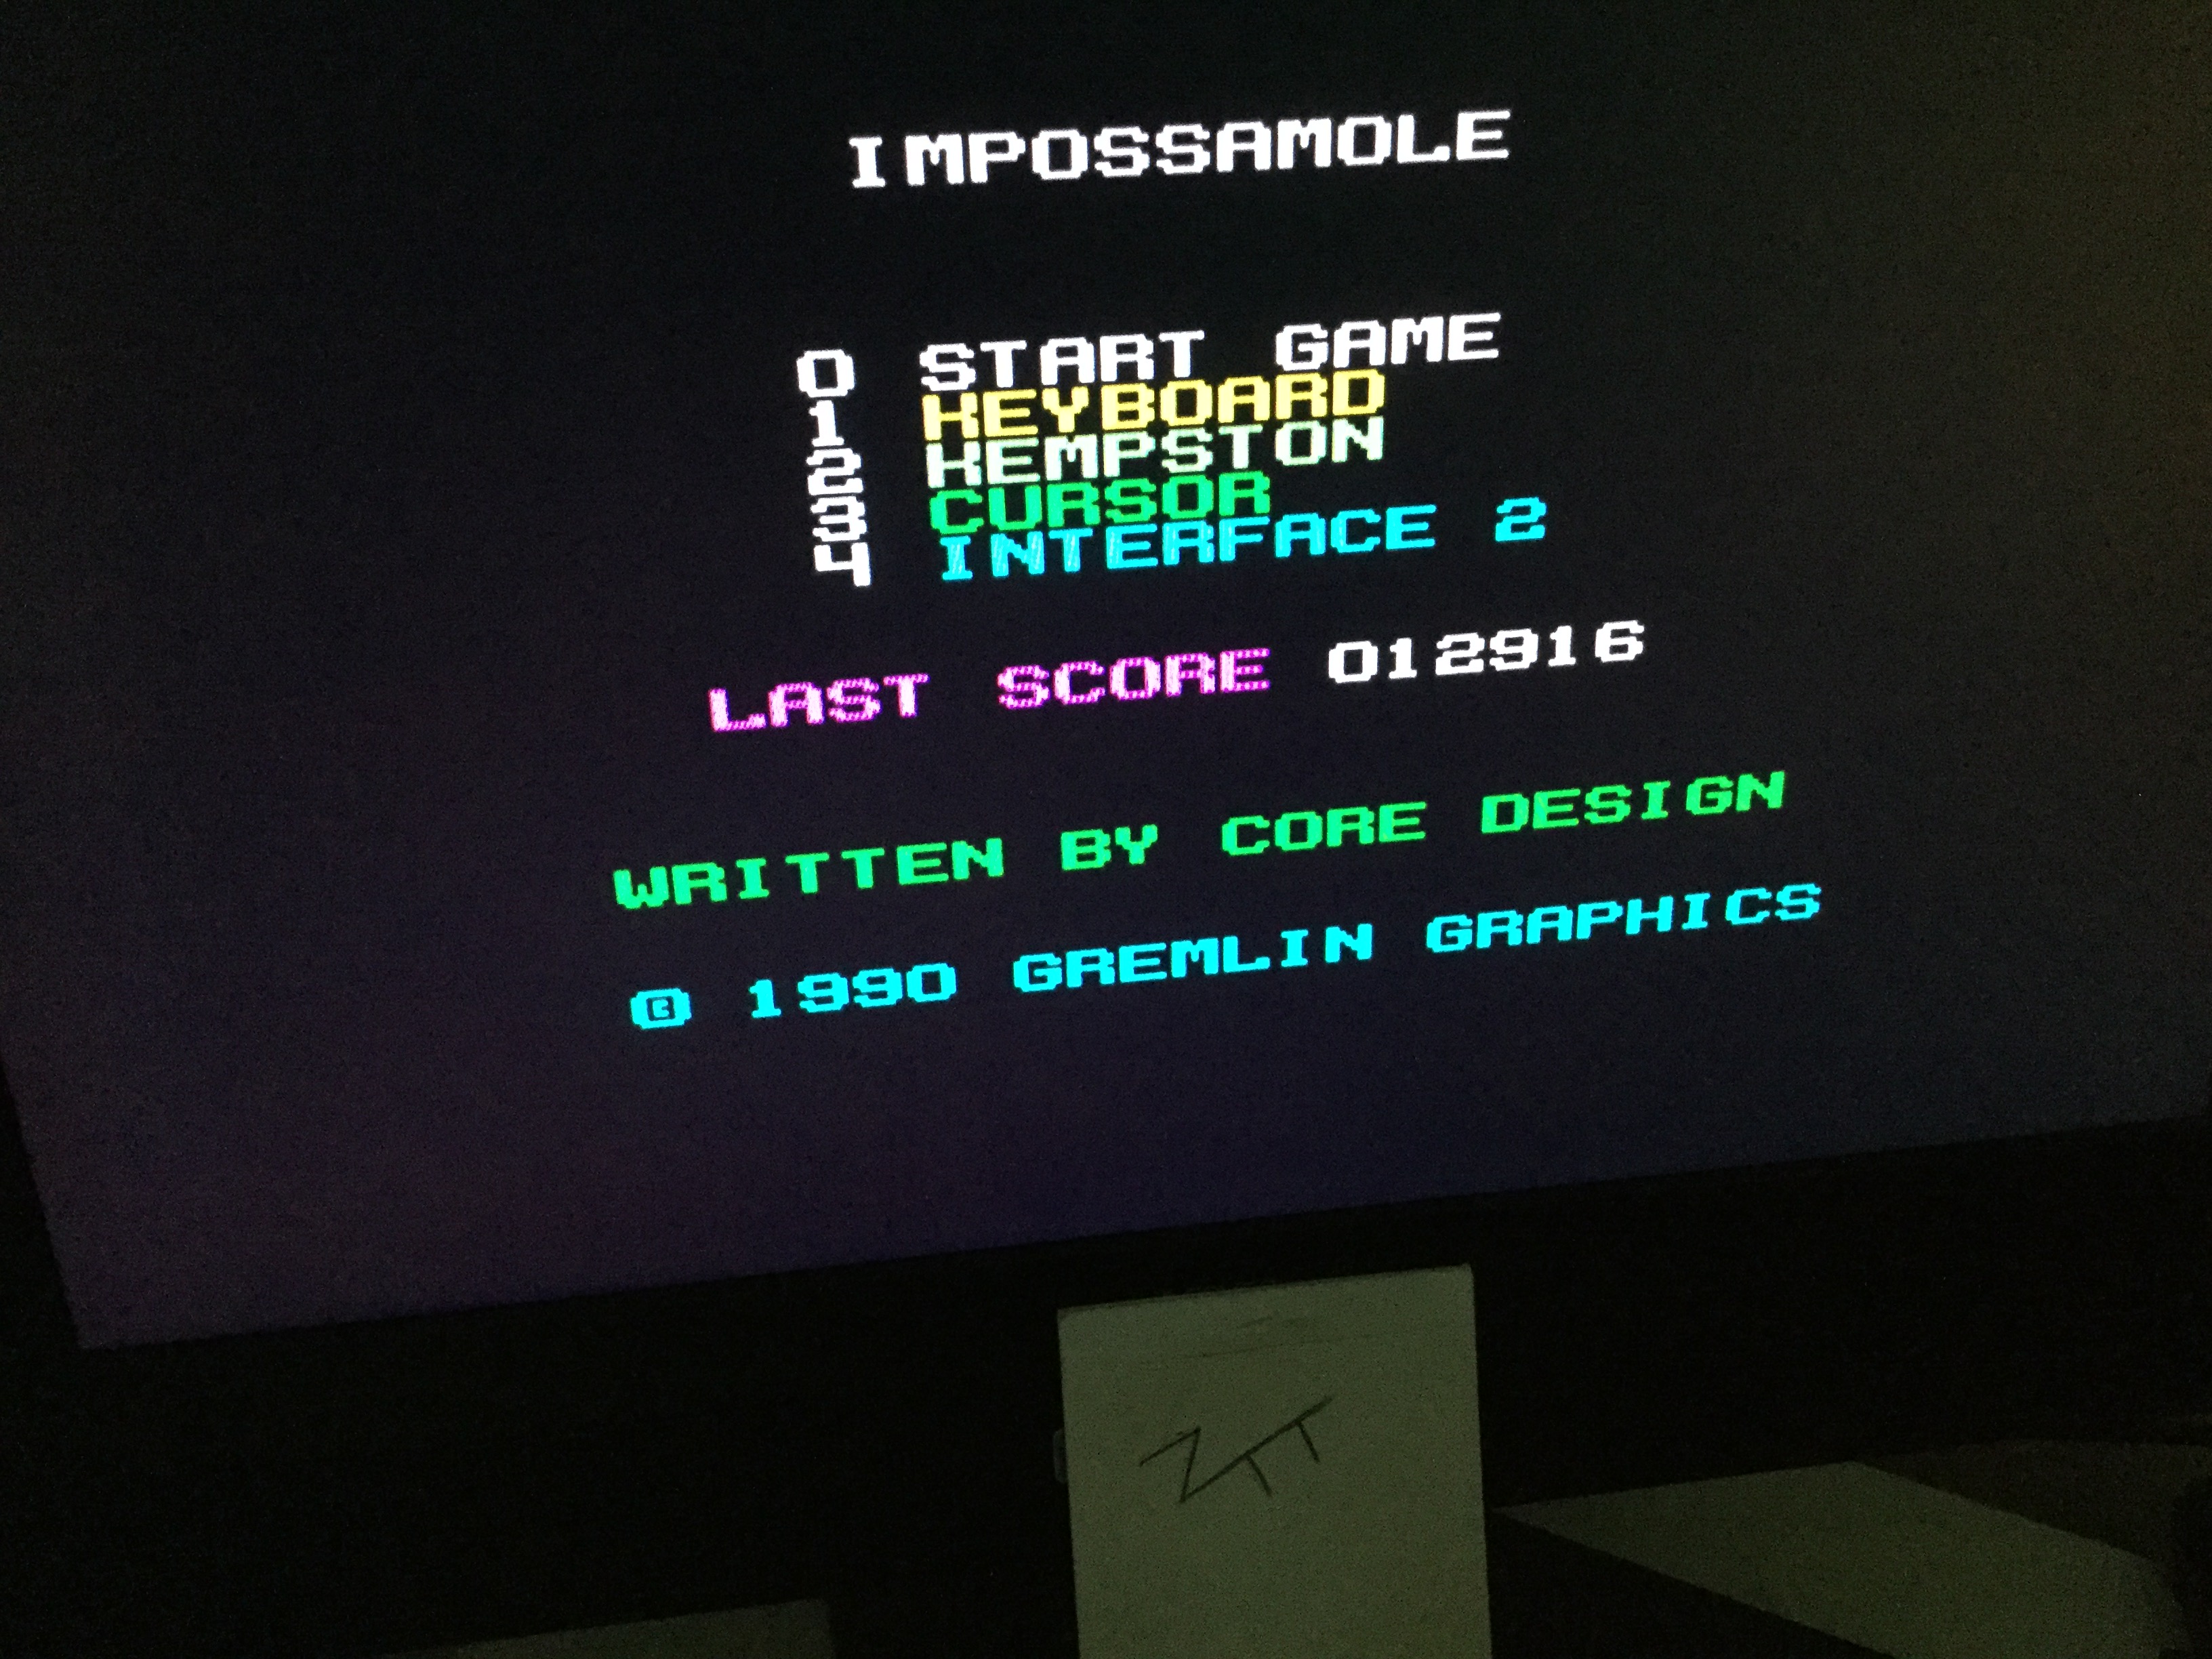 IMPOSSAMOLE
0 START GAME
1 KEYBOARD
2 KEMPSTON
3 CURSOR
4 INTERFACE 2
LAST SCORE 012916
WRITTEN BY CORE DESIGN
© 1990 GREMLIN GRAPHICS